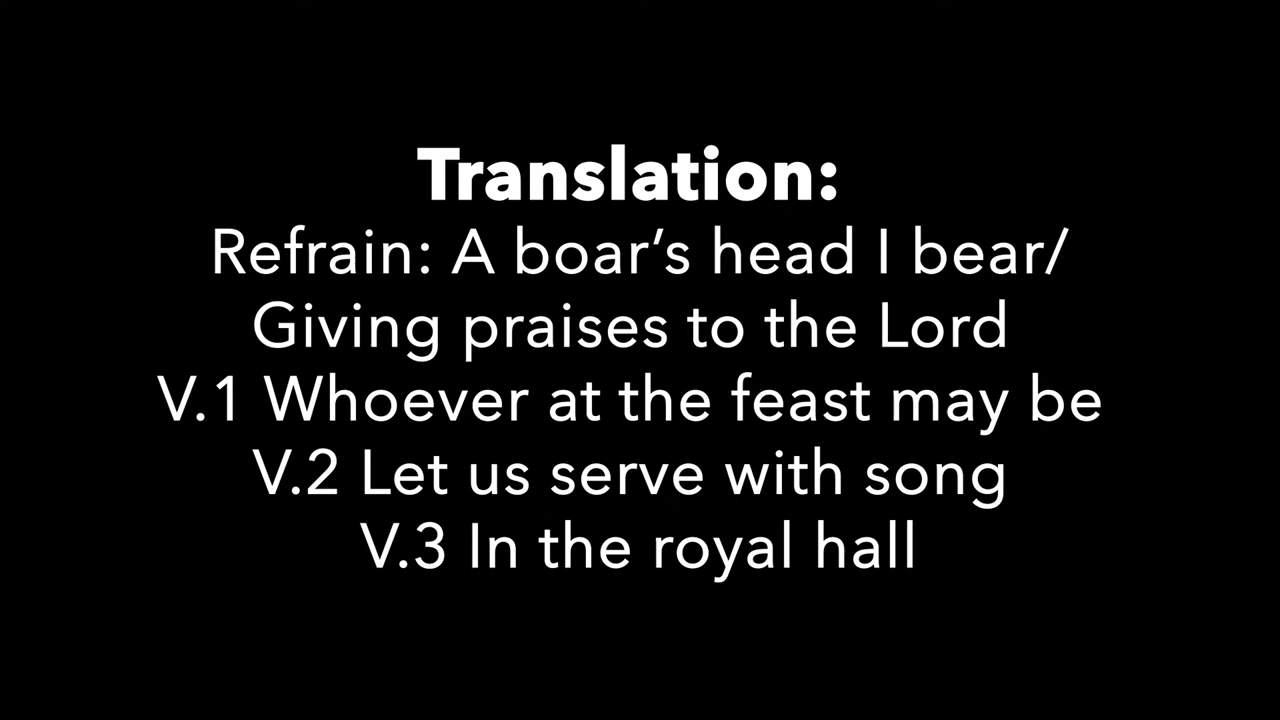 Translation:
Refrain: A boar’s head I bear/
Giving praises to the Lord
V.1 Whoever at the feast may be
V.2 Let us serve with song
V.3 In the royal hall